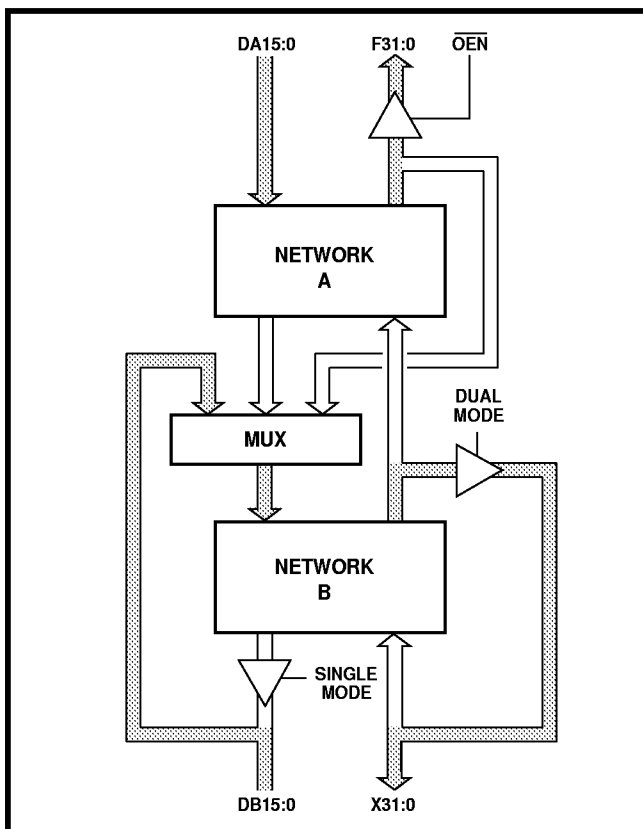 DA15:0
F31:0
OEN
NETWORK
A
DUAL
MODE
MUX
NETWORK
B
SINGLE
MODE
DB15:0
X31:0